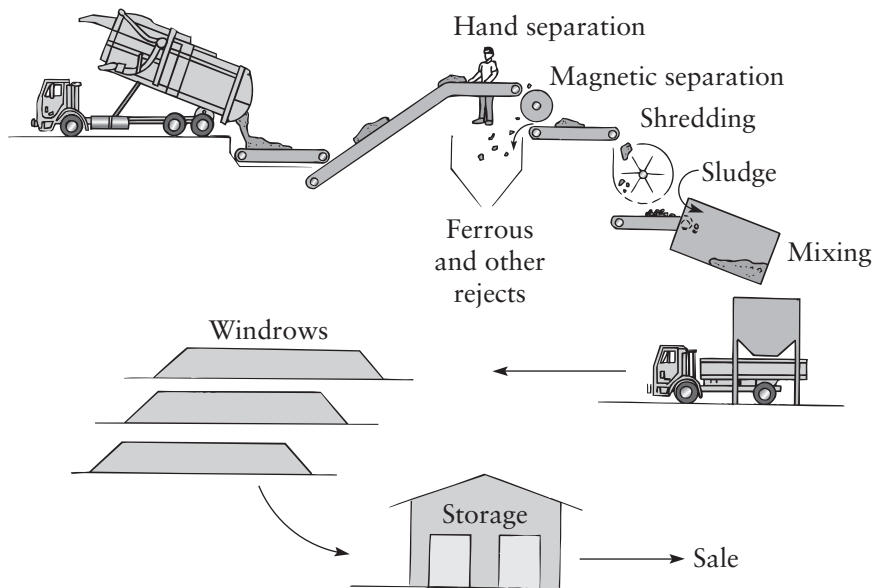 Hand separation
Magnetic separation
Shredding
Sludge
Ferrous
and other
rejects
Mixing
Windrows
Storage
Sale